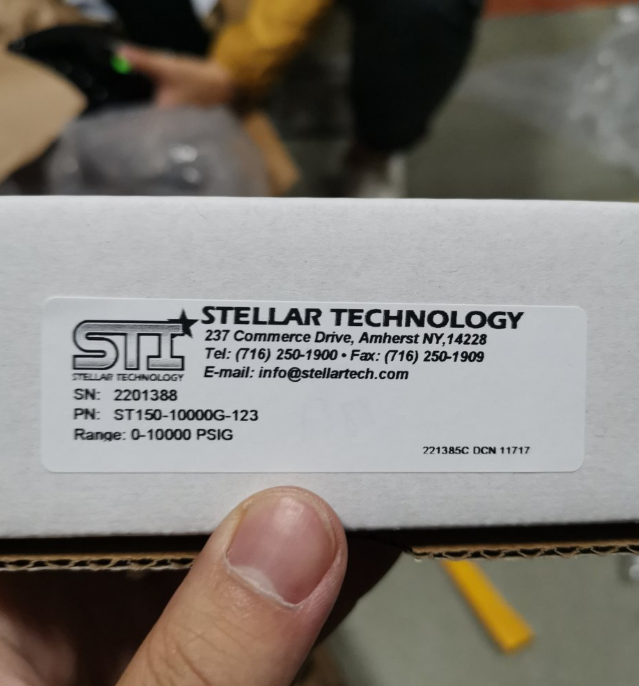 STELLAR TECHNOLOGY
237 Commerce Drive, Amherst NY,14228
Tel: (716) 250-1900 • Fax: (716) 250-1909
E-mail: info@stellartech.com
STI
STELLAR TECHNOLOGY
SN: 2201388
PN: ST150-10000G-123
Range: 0-10000 PSIG
221385C DCN 11717